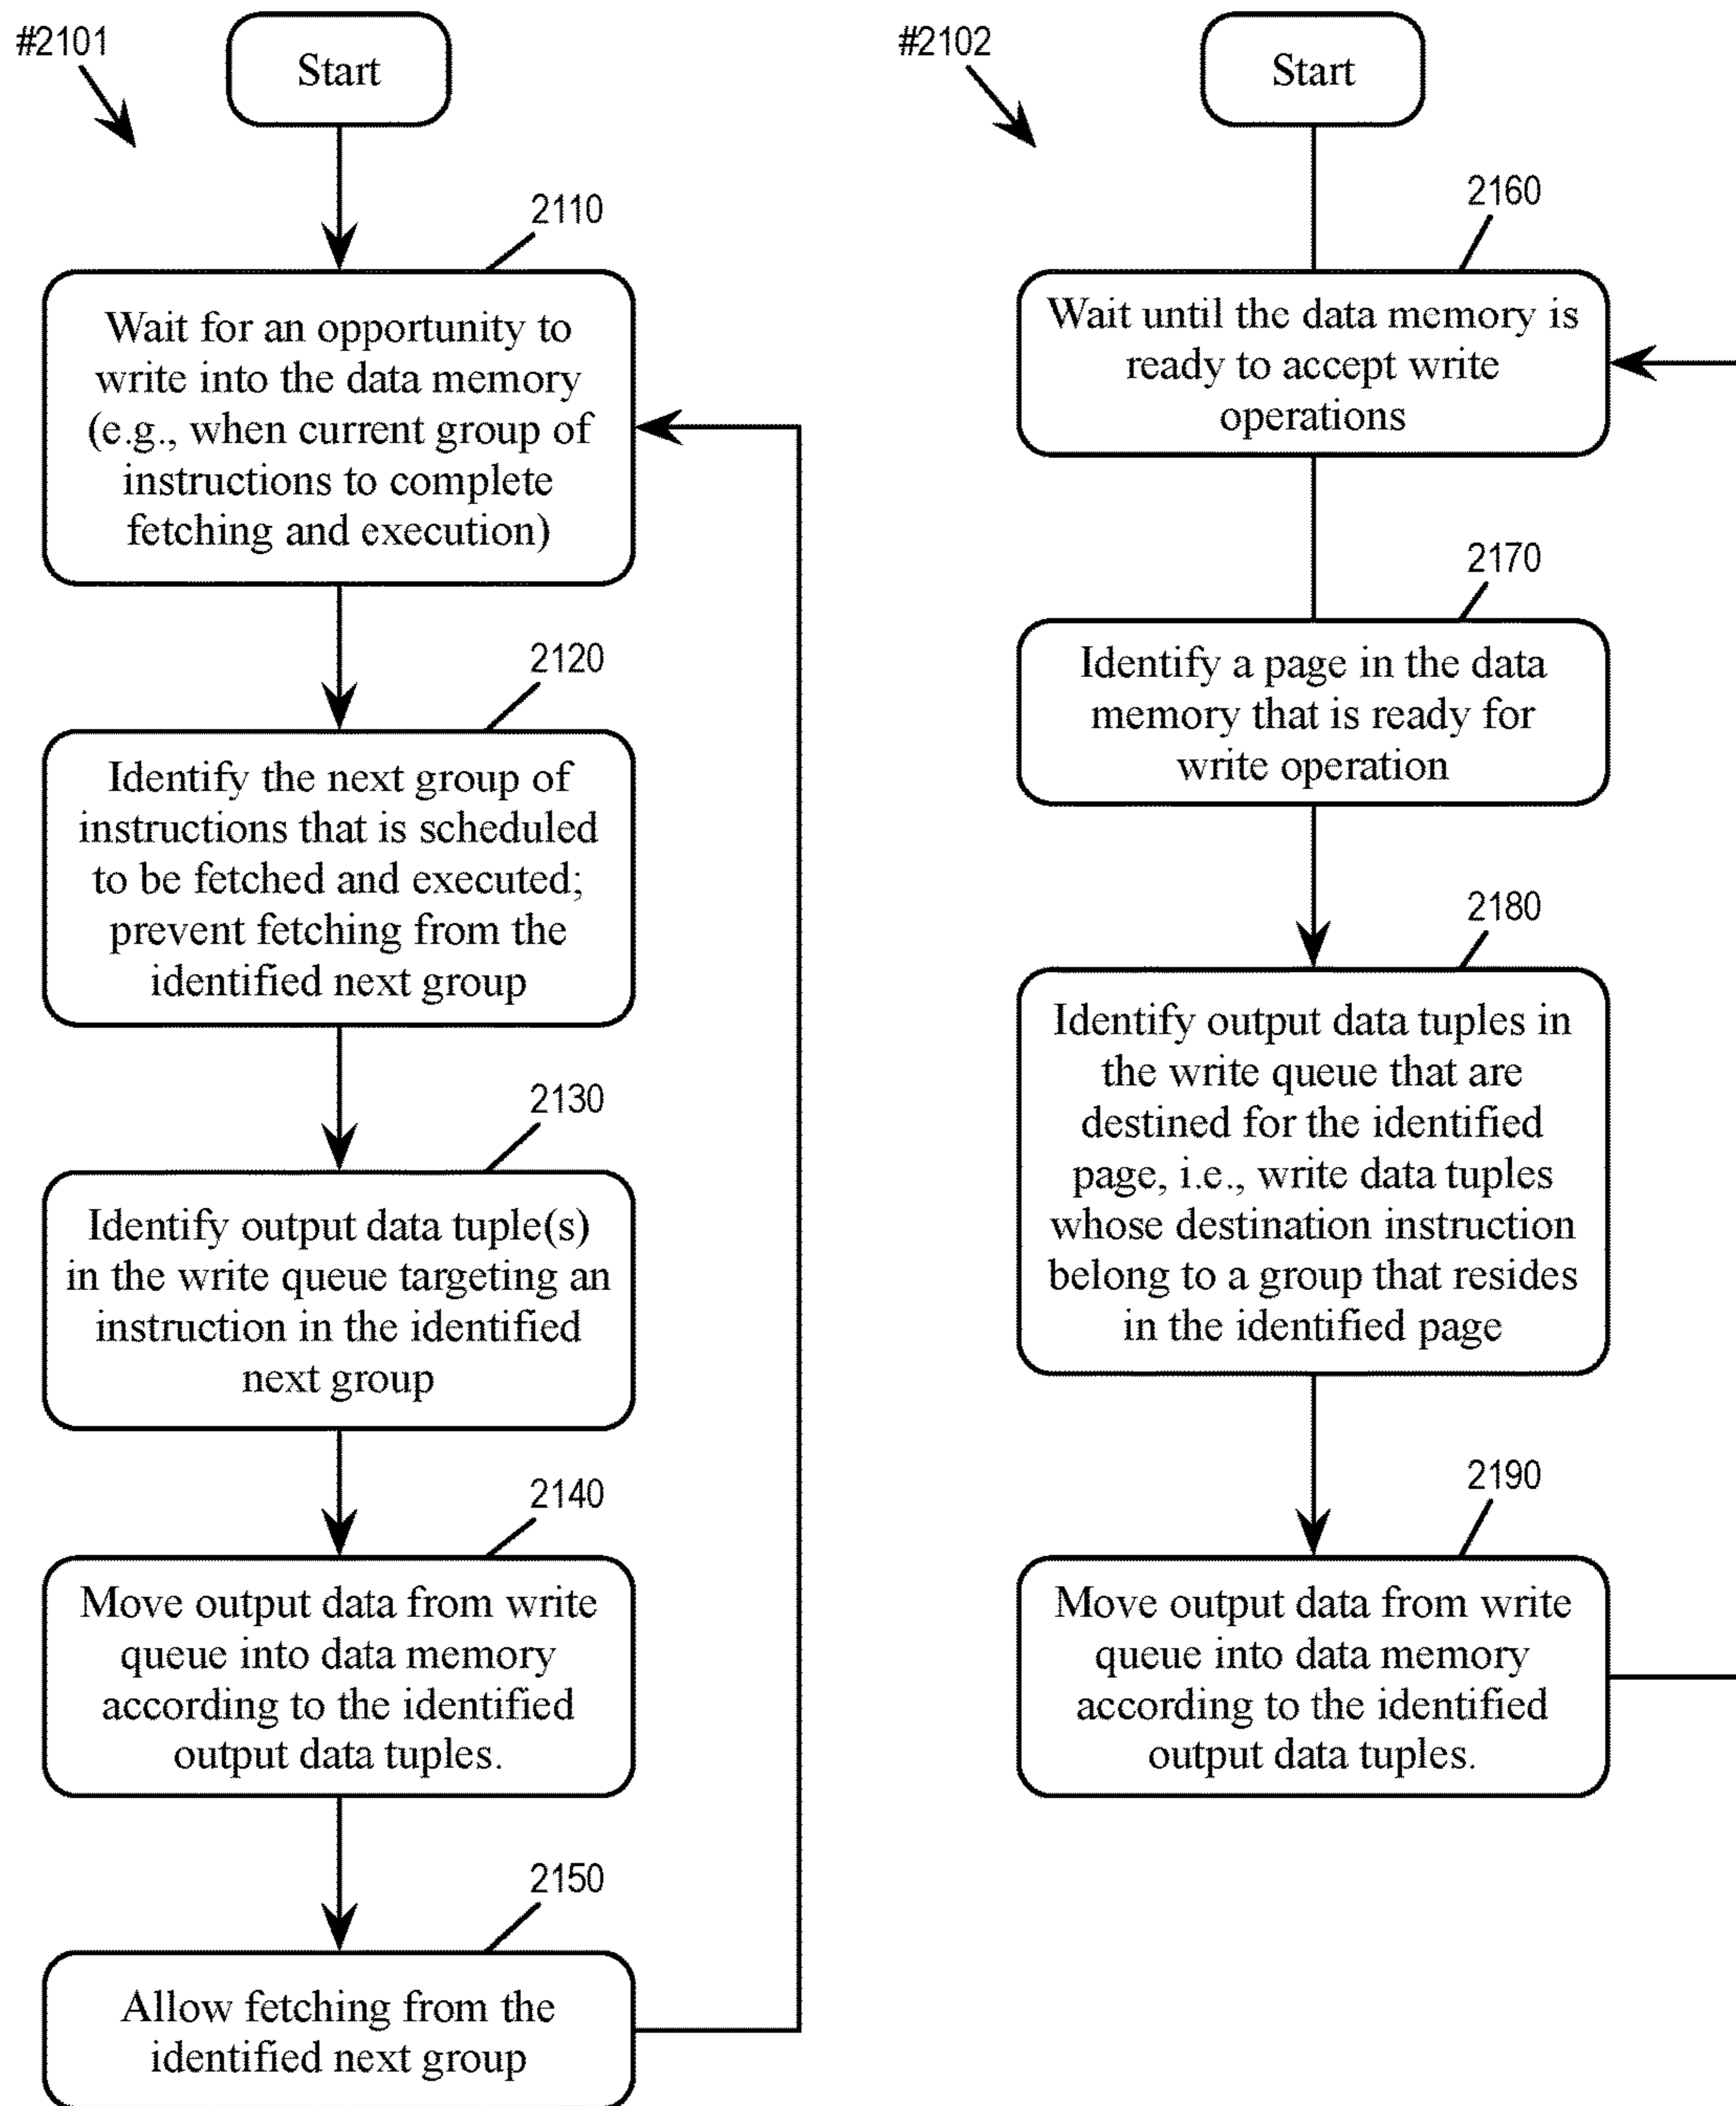 #2101
Start
2110
Wait for an opportunity to
write into the data memory
(e.g., when current group of
instructions to complete
fetching and execution)
2120
Identify the next group of
instructions that is scheduled
to be fetched and executed;
prevent fetching from the
identified next group
2130
Identify output data tuple(s)
in the write queue targeting an
instruction in the identified
next group
2140
Move output data from write
queue into data memory
according to the identified
output data tuples.
2150
Allow fetching from the
identified next group
#2102
Start
2160
Wait until the data memory is
ready to accept write
operations
2170
Identify a page in the data
memory that is ready for
write operation
2180
Identify output data tuples in
the write queue that are
destined for the identified
page, i.e., write data tuples
whose destination instruction
belong to a group that resides
in the identified page
2190
Move output data from write
queue into data memory
according to the identified
output data tuples.